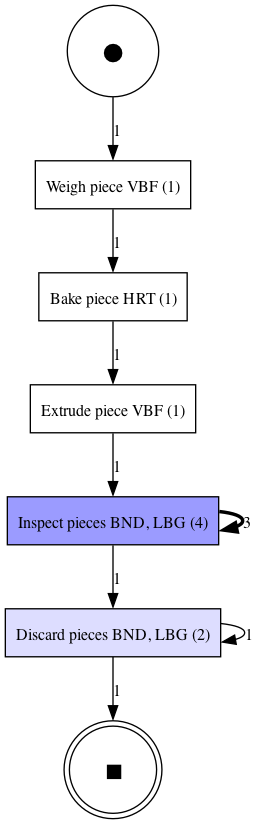 1
Weigh piece VBF (1)
1
Bake piece HRT (1)
1
Extrude piece VBF (1)
1
Inspect pieces BND, LBG (4)
3
1
Discard pieces BND, LBG (2)
1
1